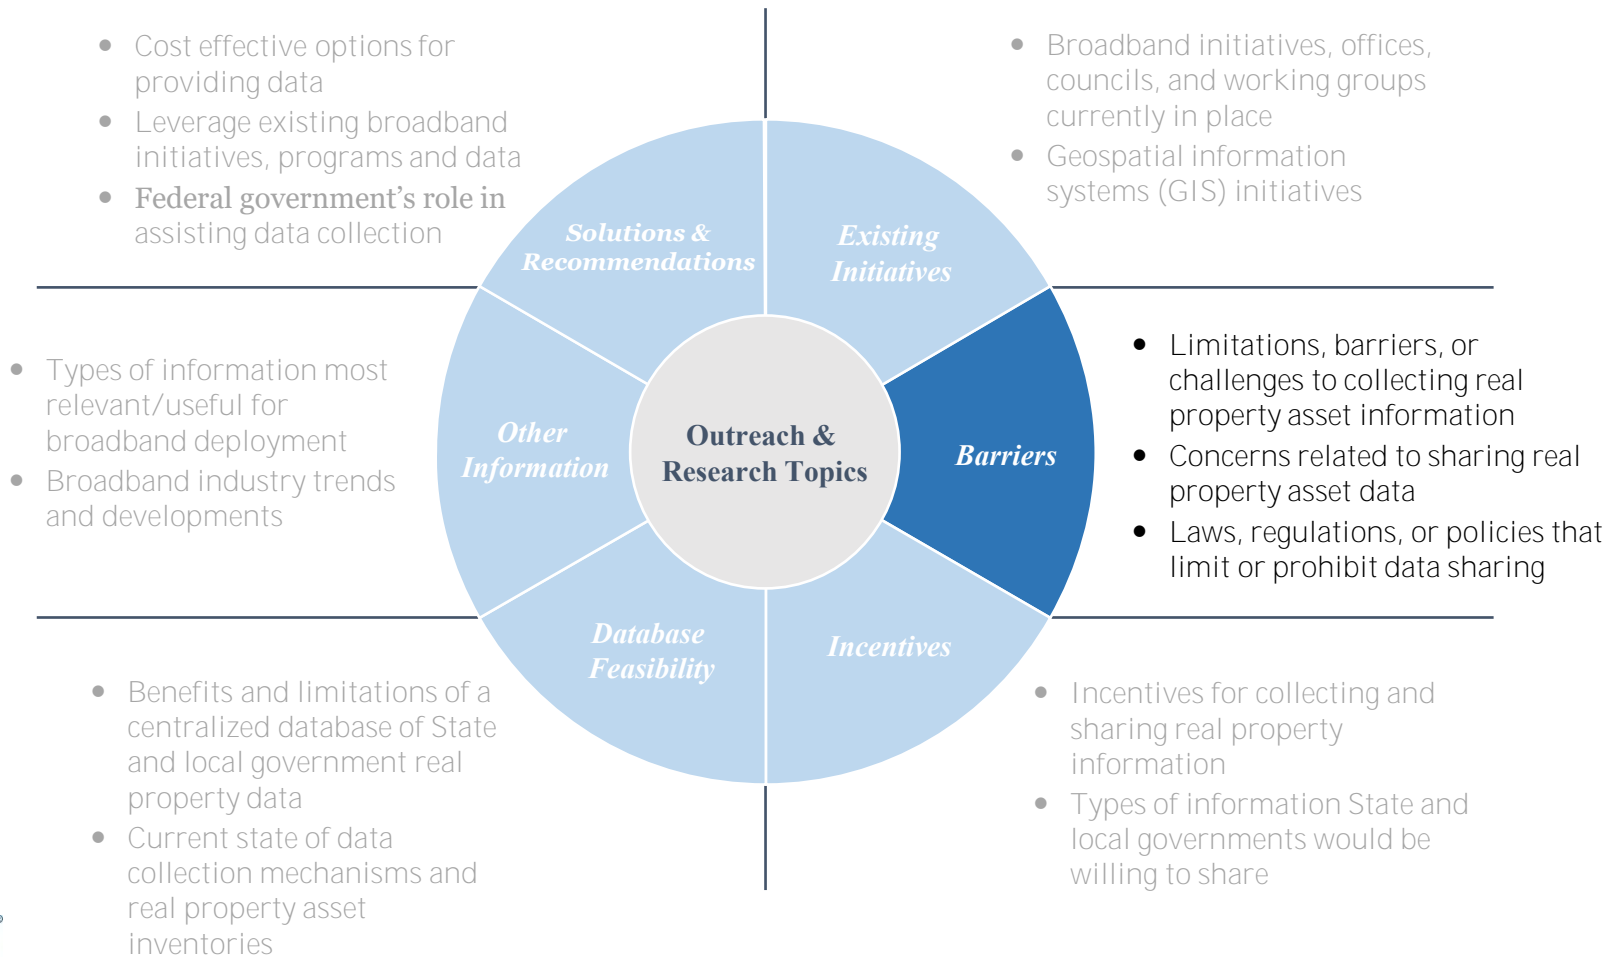 • Cost effective options for
providing data
• Leverage existing broadband
initiatives, programs and data
• Federal government’s role in
assisting data collection
• Broadband initiatives, offices,
councils, and working groups
currently in place
• Geospatial information
systems (GIS) initiatives
Solutions &
Recommendations
Existing
Initiatives
• Types of information most
relevant/useful for
broadband deployment
• Broadband industry trends
and developments
Other
Information
Outreach &
Research Topics
Barriers
• Limitations, barriers, or
challenges to collecting real
property asset information
• Concerns related to sharing real
property asset data
• Laws, regulations, or policies that
limit or prohibit data sharing
Database
Feasibility
Incentives
• Benefits and limitations of a
centralized database of State
and local government real
property data
• Current state of data
collection mechanisms and
real property asset
inventories
• Incentives for collecting and
sharing real property
information
• Types of information State and
local governments would be
willing to share